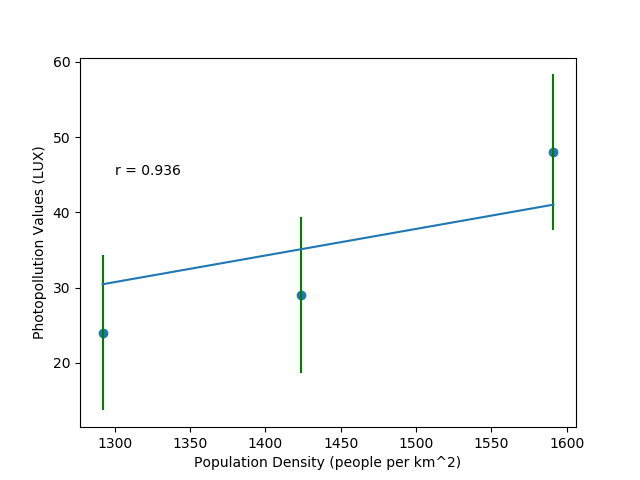 60
50
40
30
20
Photopollution Values (LUX)
r = 0.936
1300 1350 1400 1450 1500 1550 1600
Population Density (people per km^2)